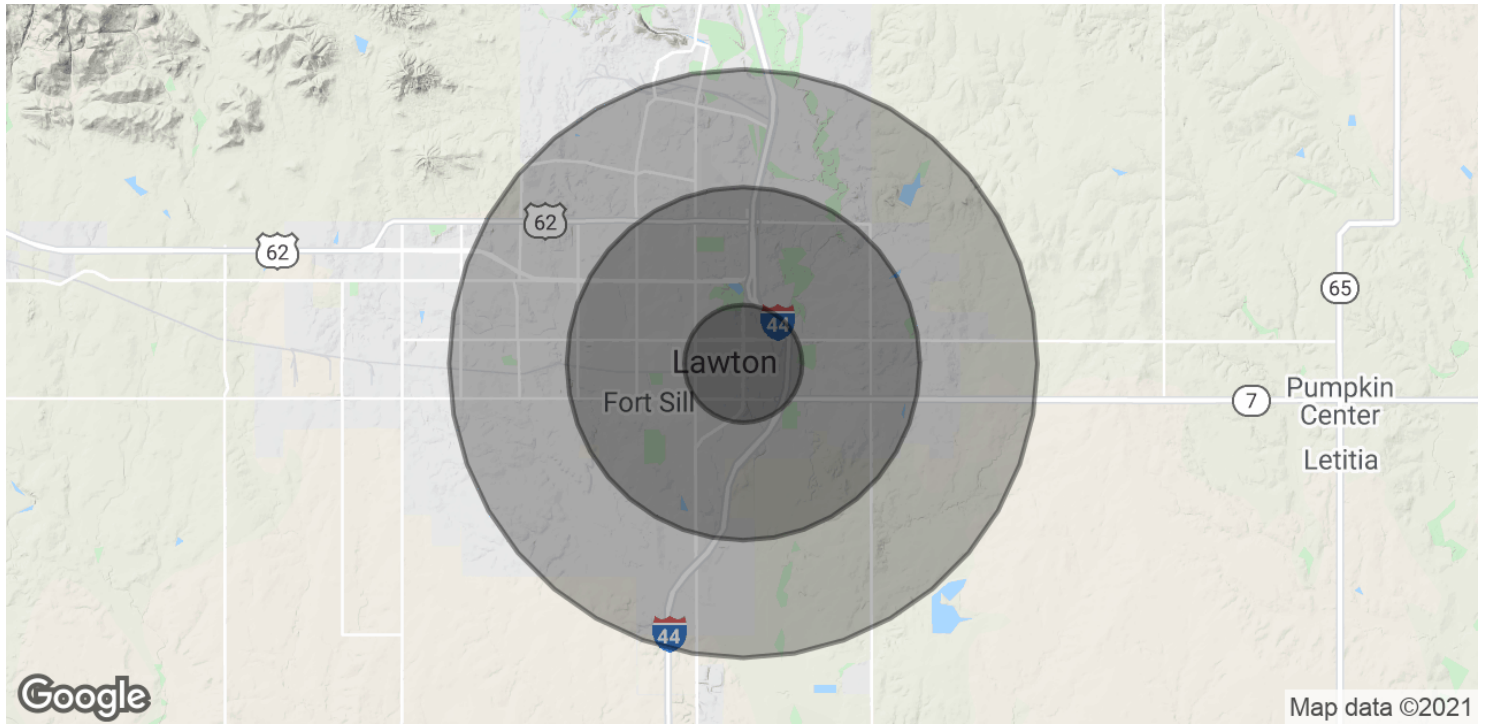 62
62
65
44
Lawton
Fort Sill
7
Pumpkin
Center
Letitia
44
Google
Map data ©2021